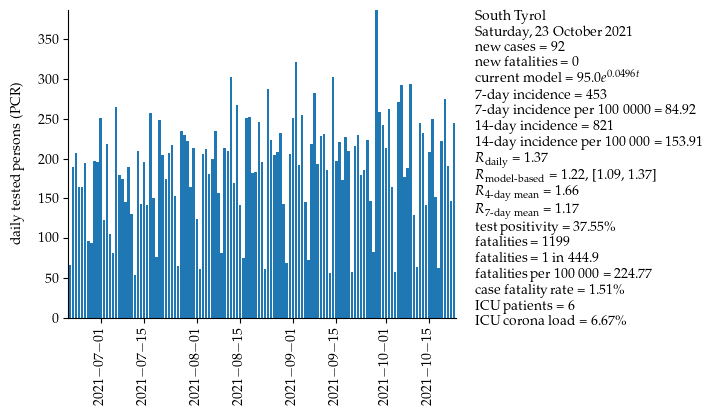 South Tyrol
Saturday, 23 October 2021
new cases = 92
new fatalities = 0
current model = 95.0e^0.0496t
7-day incidence = 453
7-day incidence per 100 0000 = 84.92
14-day incidence = 821
14-day incidence per 100 000 = 153.91
R_daily = 1.37
R_model-based = 1.22, [1.09, 1.37]
R_4-day mean = 1.66
R_7-day mean = 1.17
test positivity = 37.55%
fatalities = 1199
fatalities = 1 in 444.9
fatalities per 100 000 = 224.77
case fatality rate = 1.51%
ICU patients = 6
ICU corona load = 6.67%
daily tested persons (PCR)
350
300
250
200
150
100
50
0
2021−07−01
2021−07−15
2021−08−01
2021−08−15
2021−09−01
2021−09−15
2021−10−01
2021−10−15